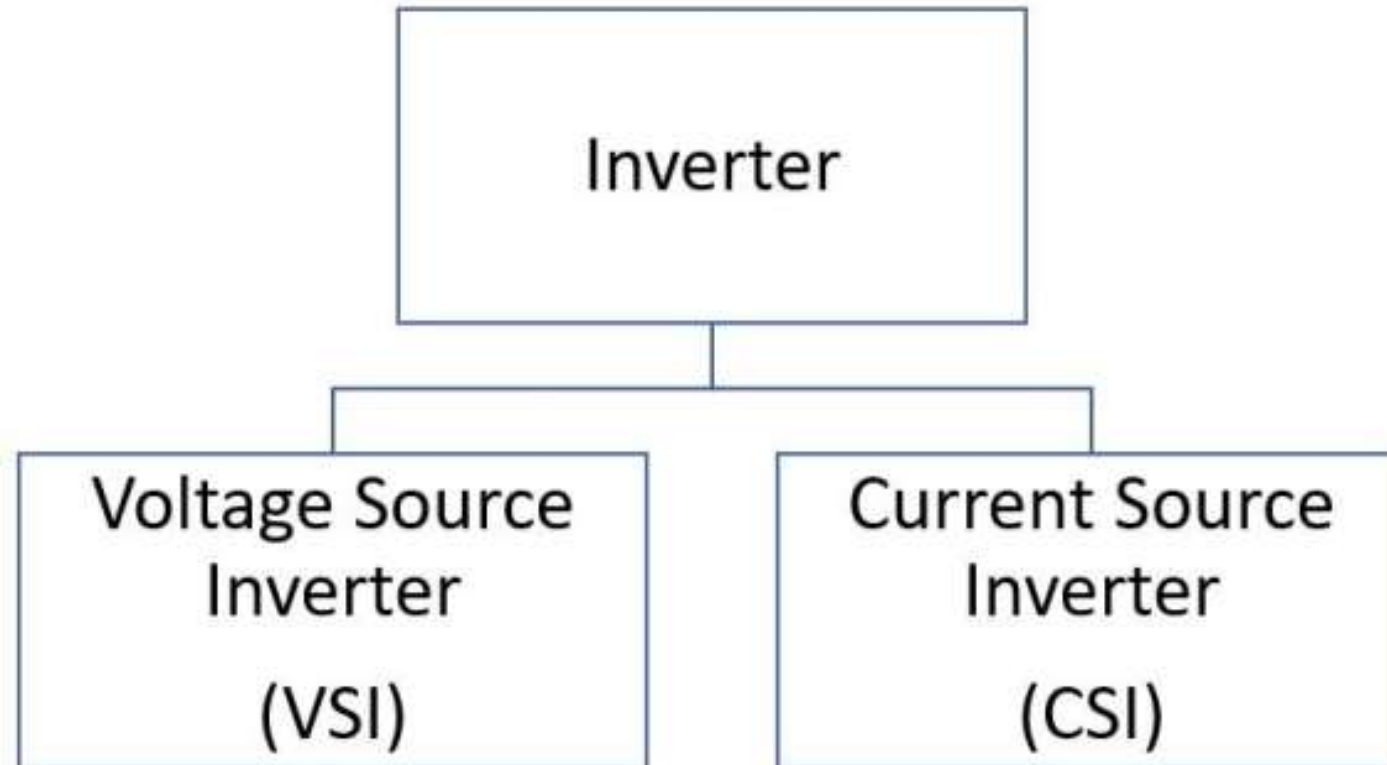 Inverter
Voltage Source
Inverter
(VSI)
Current Source
Inverter
(CSI)